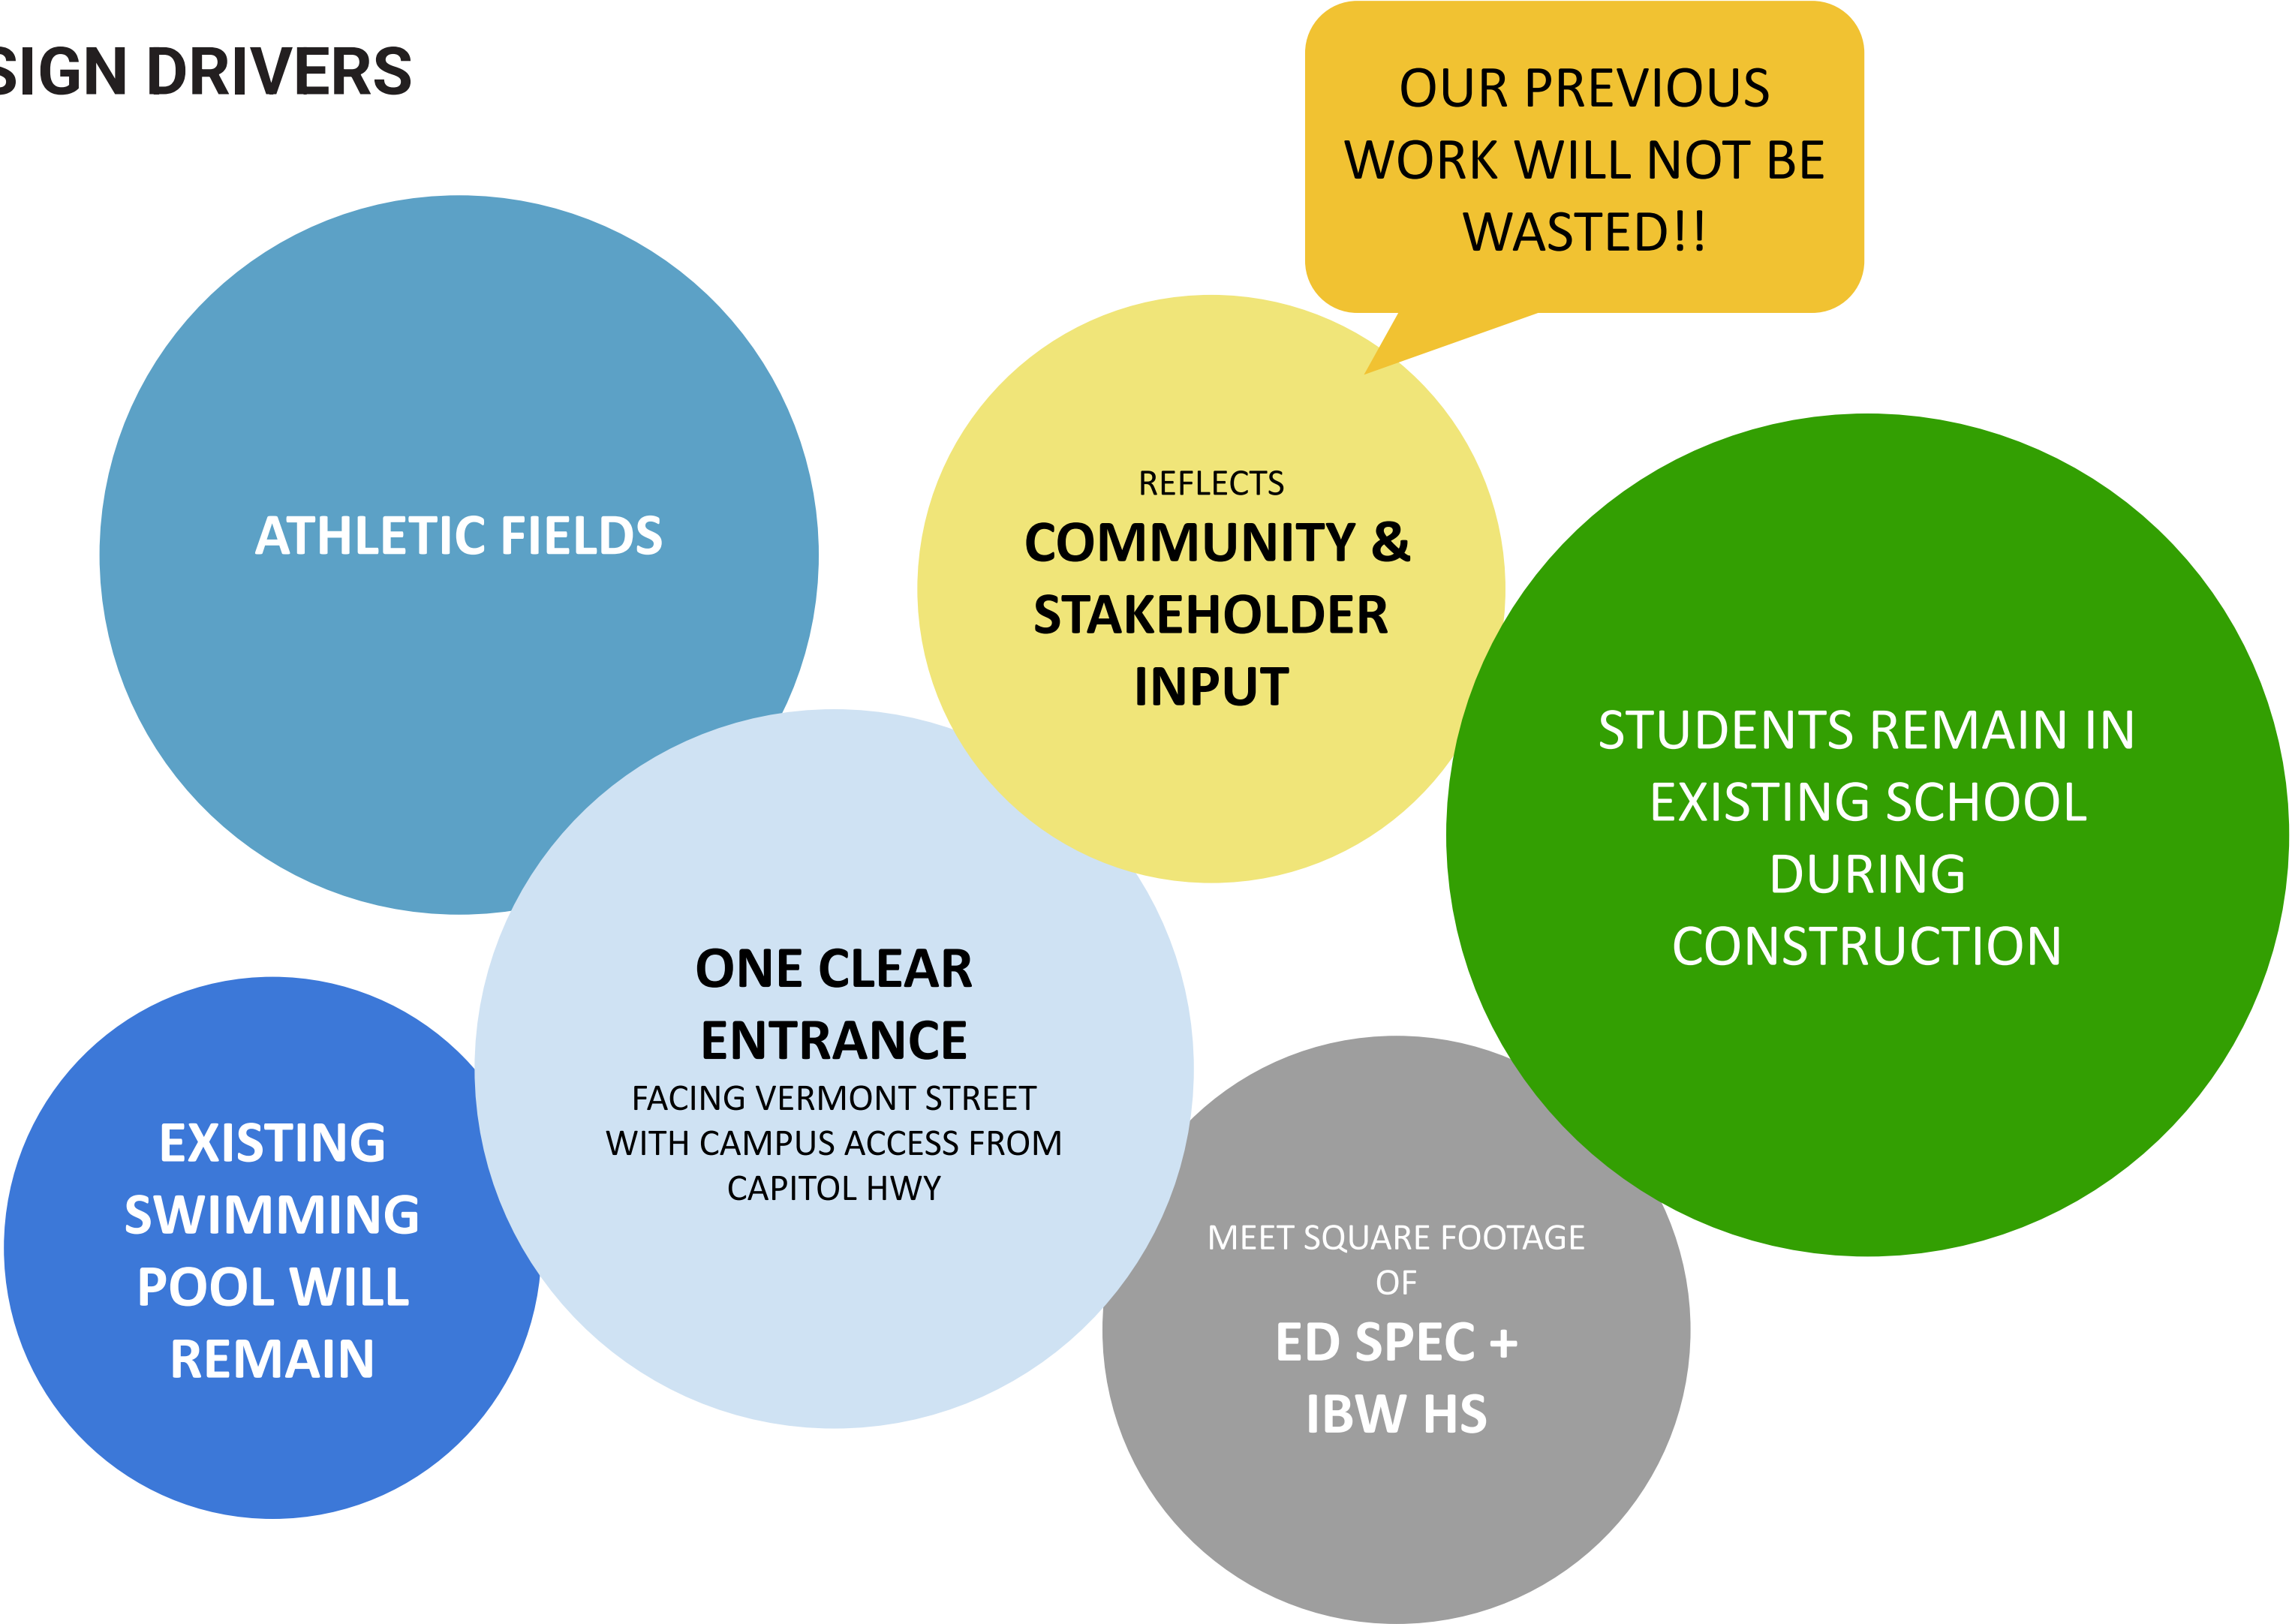 SIGN DRIVERS
OUR PREVIOUS
WORK WILL NOT BE
WASTED!!
ATHLETIC FIELDS
REFLECTS
COMMUNITY &
STAKEHOLDER
INPUT
STUDENTS REMAIN IN
EXISTING SCHOOL
DURING
CONSTRUCTION
ONE CLEAR
ENTRANCE
FACING VERMONT STREET
WITH CAMPUS ACCESS FROM
CAPITOL HWY
EXISTING
SWIMMING
POOL WILL
REMAIN
MEET SQUARE FOOTAGE
OF
ED SPEC +
IBW HS